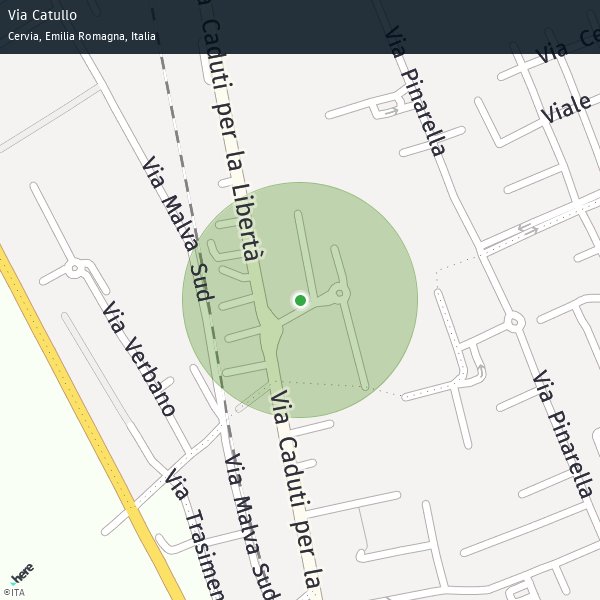 Via Catullo
Cervia, Emilia Romagna, Italia
Via Caduti per la Libertà
Via Pinarella
Via Ce
Viale
Via Malva Sud
Via Verbano
Via Pinarella
Via Caduti per la
Via Malva Sud
Via Trasimen
here
©ITA